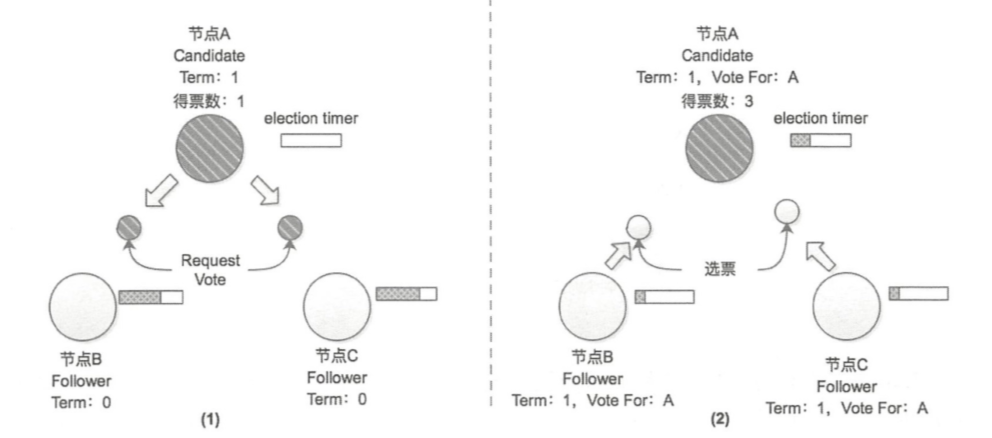 节点A
Candidate
Term：1
得票数：1
election timer
Request
Vote
节点B
Follower
Term：0
节点C
Follower
Term：0
(1)
节点A
Candidate
Term：1，Vote For：A
得票数：3
election timer
选票
节点B
Follower
Term：1，Vote For：A
节点C
Follower
Term：1，Vote For：A
(2)